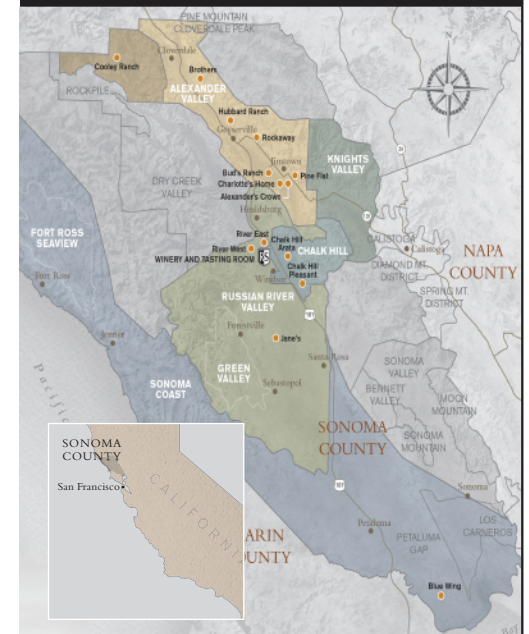 PINE MOUNTAIN
CLOVERDALE PEAK
N
Cloverdale
Cooley Ranch
Brothers
ROCKPILE
ALEXANDER
VALLEY
Hubbard Ranch
Geyserville
Rockaway
KNIGHTS
VALLEY
Jimtown
Bud's Ranch
Pine Flat
Charlotte's Home
DRY CREEK
VALLEY
Alexander's Crown
Healdsburg
FORT ROSS
SEAVIEW
River East
Chalk Hill
Arata
River West
CHALK HILL
CALISTOGA
Calistoga
NAPA
COUNTY
WINERY AND TASTING ROOM
Chalk Hill
Pleasant
DIAMOND MT.
DISTRICT
Fort Ross
Windsor
SPRING MT.
DISTRICT
RUSSIAN RIVER
VALLEY
101
Forestville
Jane's
Jenner
Santa Rosa
SONOMA
VALLEY
GREEN
VALLEY
Sebastopol
SONOMA
COAST
BENNETT
VALLEY
MOON
MOUNTAIN
Pacific
SONOMA
COUNTY
SONOMA
MOUNTAIN
SONOMA
COUNTY
San Francisco
CALIFORNI
101
Sonoma
Petaluma
PETALUMA
GAP
LOS
CARNEROS
ARIN
OUNTY
Blue Wing